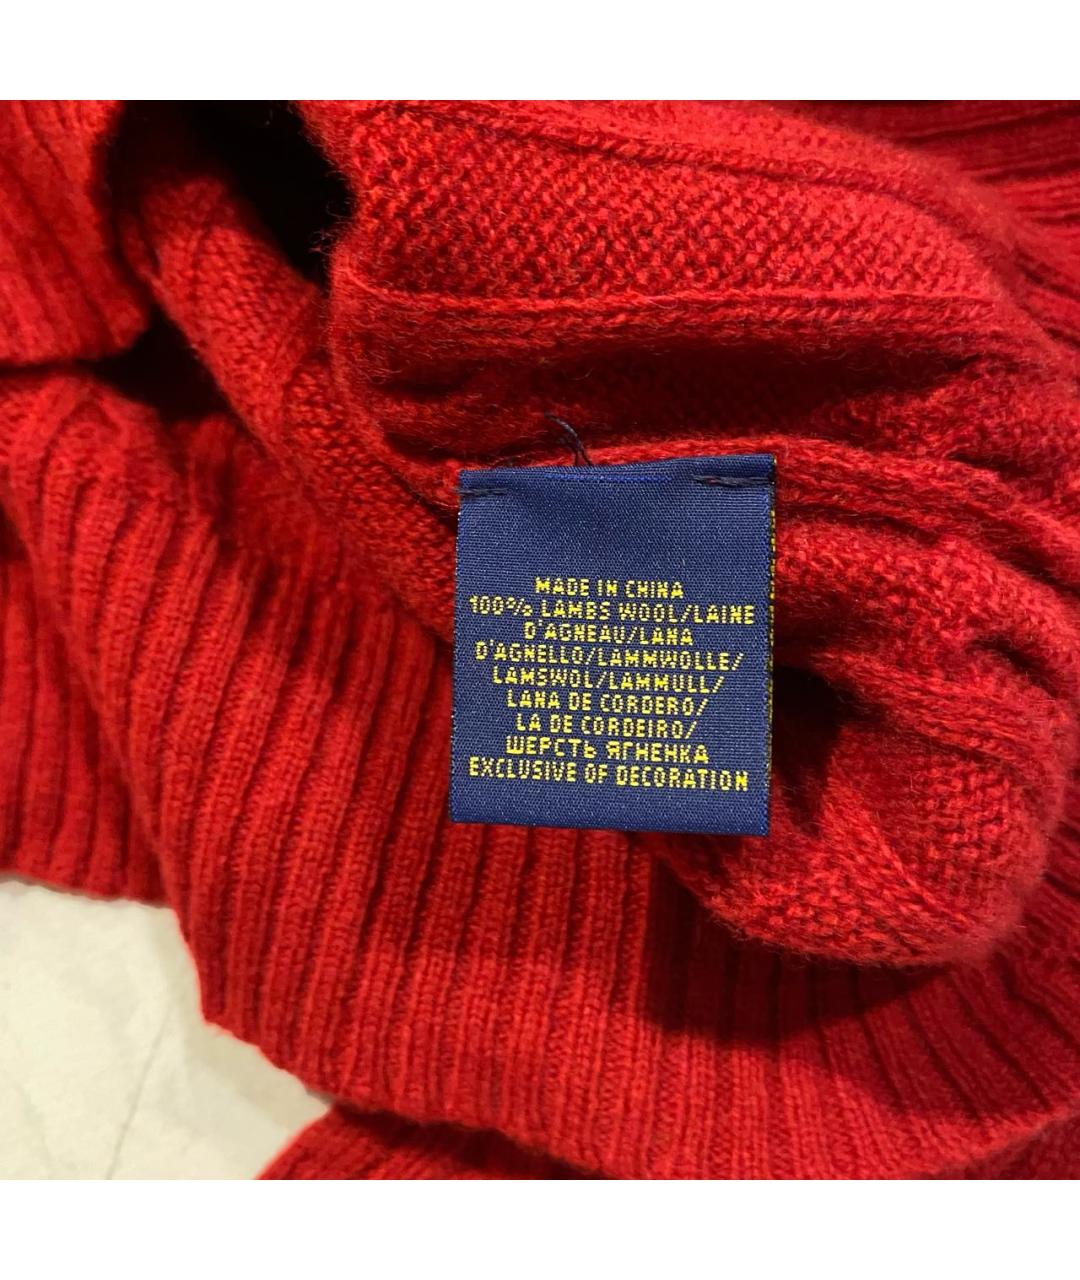 MADE IN CHINA
100% LAMBS WOOL/LAINE
D'AGNEAU/LANA
D'AGNELLO/LAMMWOLLE/
LAMSWOL/LAMMULL/
LANA DE CORDERO/
LA DE CORDEIRO/
ШЕРСТЬ ЯГНЕНКА
EXCLUSIVE OF DECORATION